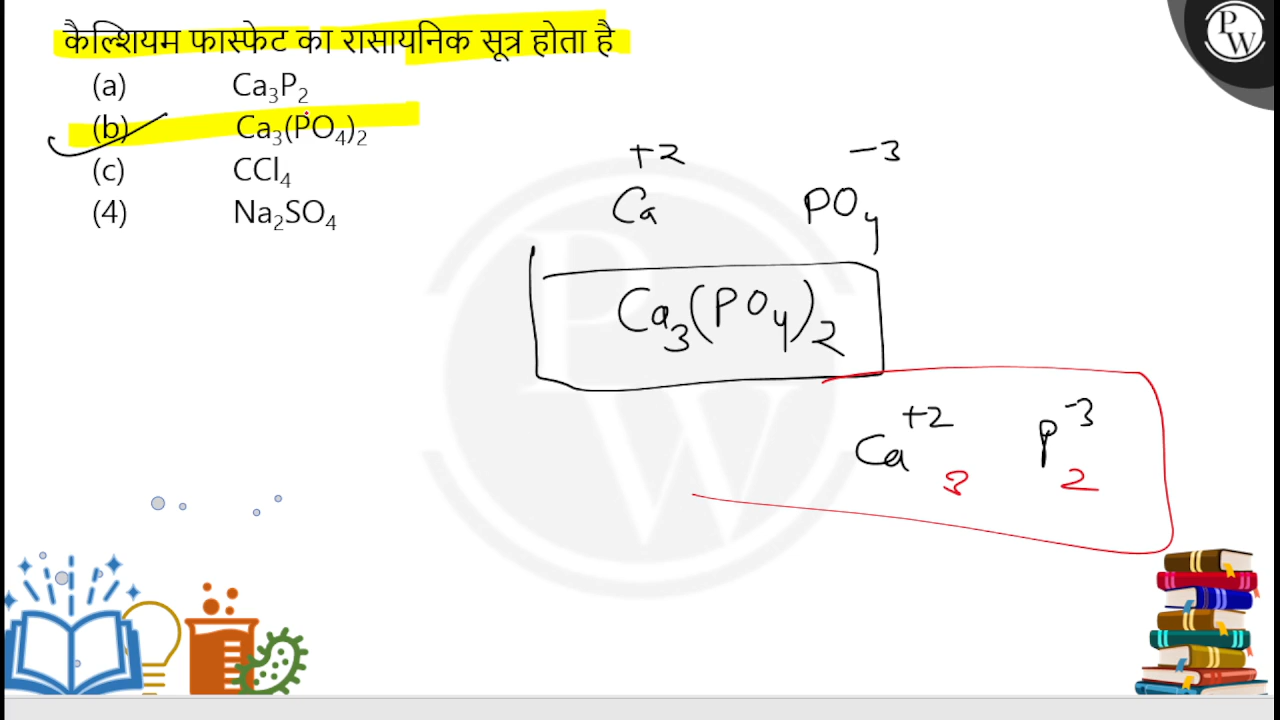 कैल्शियम फास्फेट का रासायनिक सूत्र होता है
(a) Ca₃P₂
(b) Ca₃(PO₄)₂
(c) CCl₄
(4) Na₂SO₄
+2 -3
Ca PO₄
Ca₃(PO₄)₂
Ca⁺² P⁻³
3 2
PW